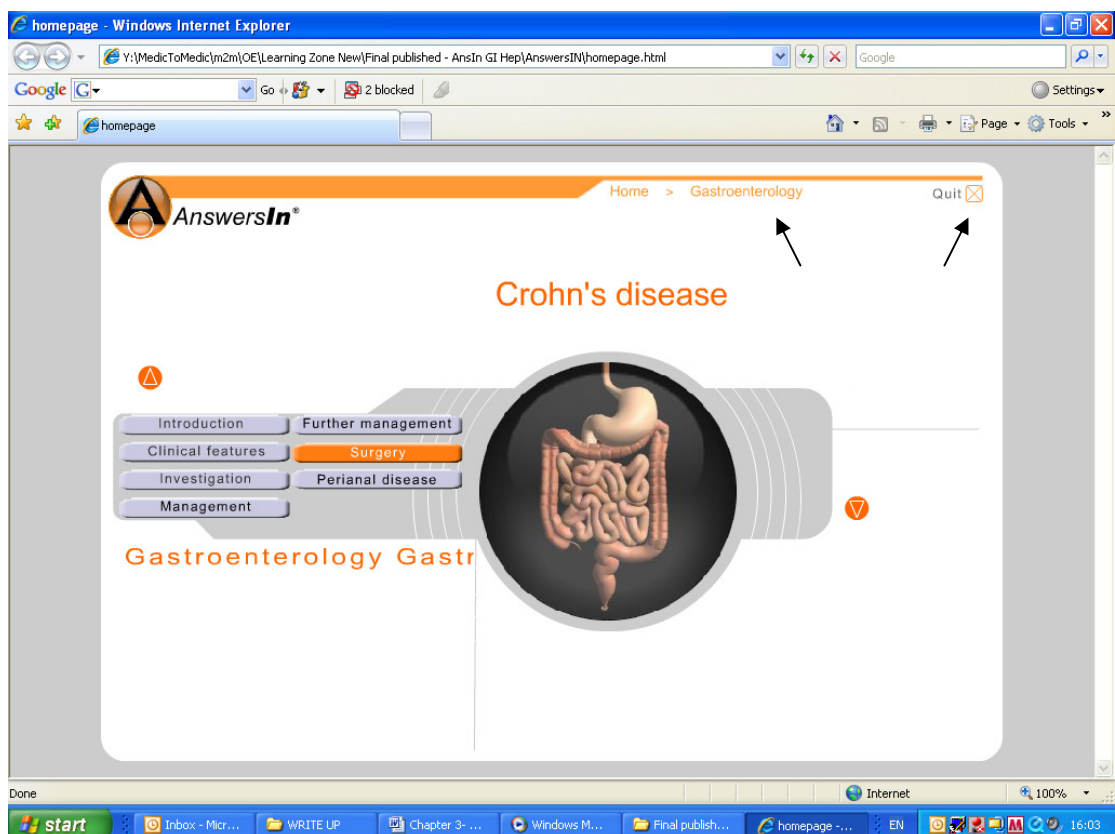 homepage - Windows Internet Explorer
Y:\MedicToMedic\m2m\OE\Learning Zone New\Final published - AnsIn GI Hep\AnswersIN\homepage.html
Google
Google G Go 2 blocked Settings
homepage Page Tools »
AnswersIn®
Home > Gastroenterology
Quit
Crohn's disease
Introduction Further management
Clinical features Surgery
Investigation Perianal disease
Management
Gastroenterology Gastr
Done Internet 100%
start Inbox - Micr... WRITE UP Chapter 3- ... Windows M... Final publish... homepage -... EN 16:03